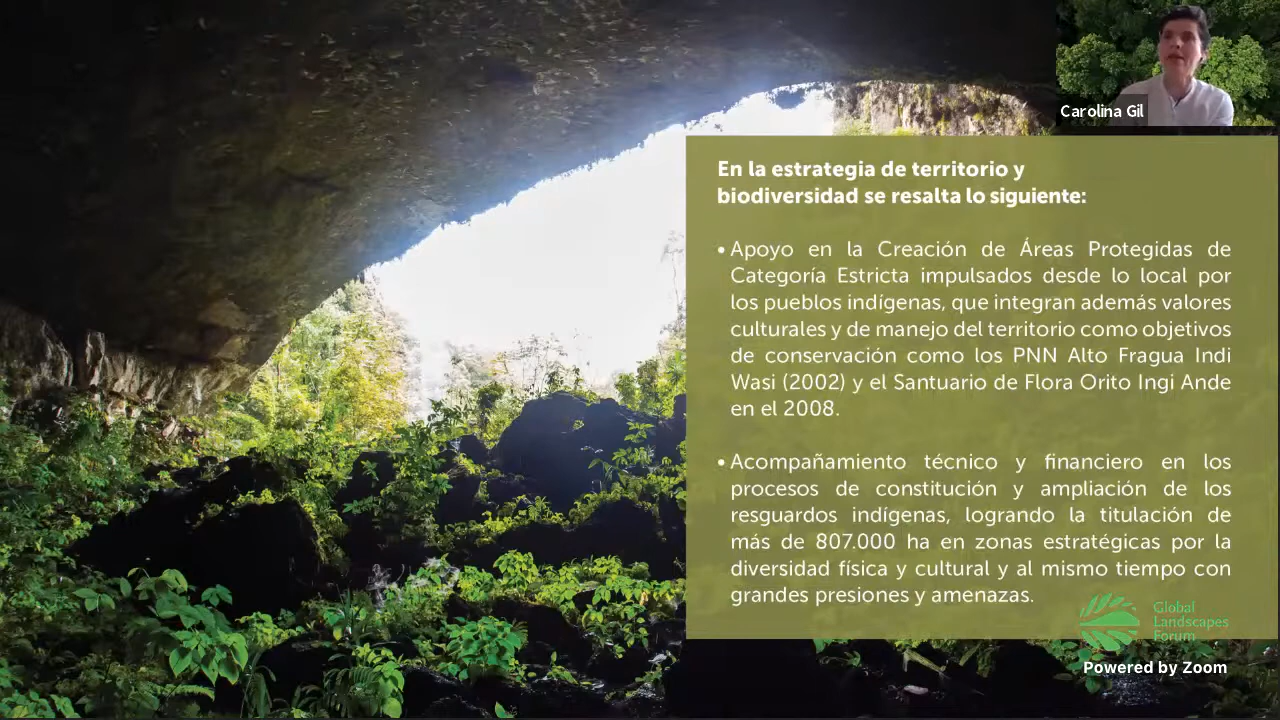 Carolina Gil
En la estrategia de territorio y
biodiversidad se resalta lo siguiente:
• Apoyo en la Creación de Áreas Protegidas de
Categoría Estricta impulsados desde lo local por
los pueblos indígenas, que integran además valores
culturales y de manejo del territorio como objetivos
de conservación como los PNN Alto Fragua Indi
Wasi (2002) y el Santuario de Flora Orito Ingi Ande
en el 2008.
• Acompañamiento técnico y financiero en los
procesos de constitución y ampliación de los
resguardos indígenas, logrando la titulación de
más de 807.000 ha en zonas estratégicas por la
diversidad física y cultural y al mismo tiempo con
grandes presiones y amenazas.
Global
Landscapes
Forum
Powered by Zoom